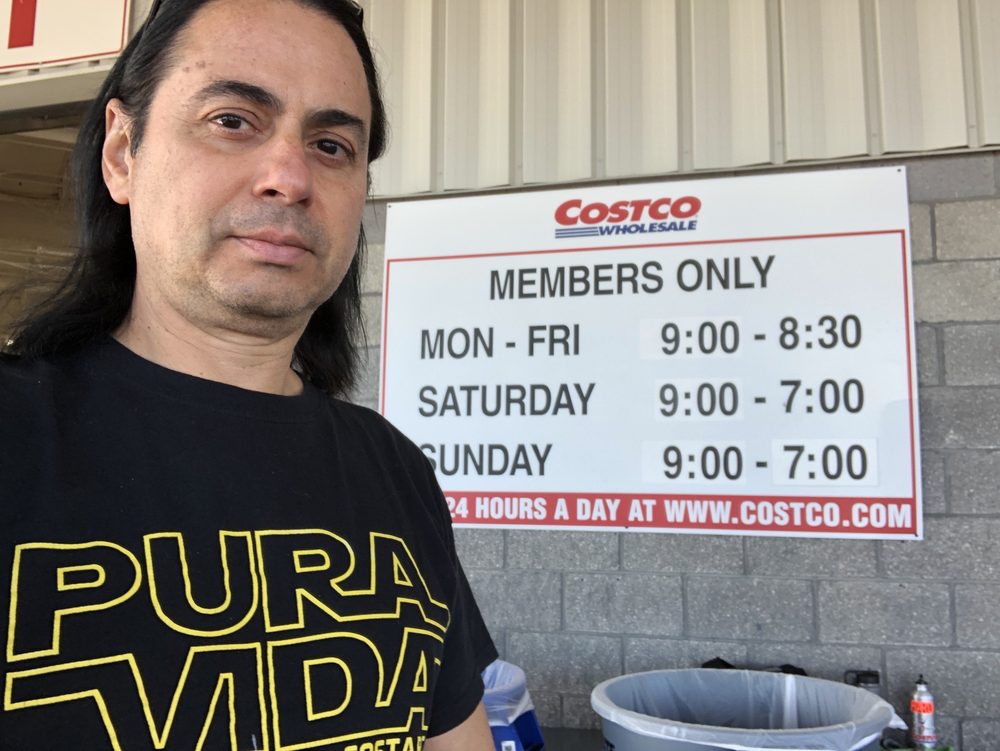 COSTCO
WHOLESALE
MEMBERS ONLY
MON - FRI 9:00 - 8:30
SATURDAY 9:00 - 7:00
SUNDAY 9:00 - 7:00
24 HOURS A DAY AT WWW.COSTCO.COM
PURA
VIDA